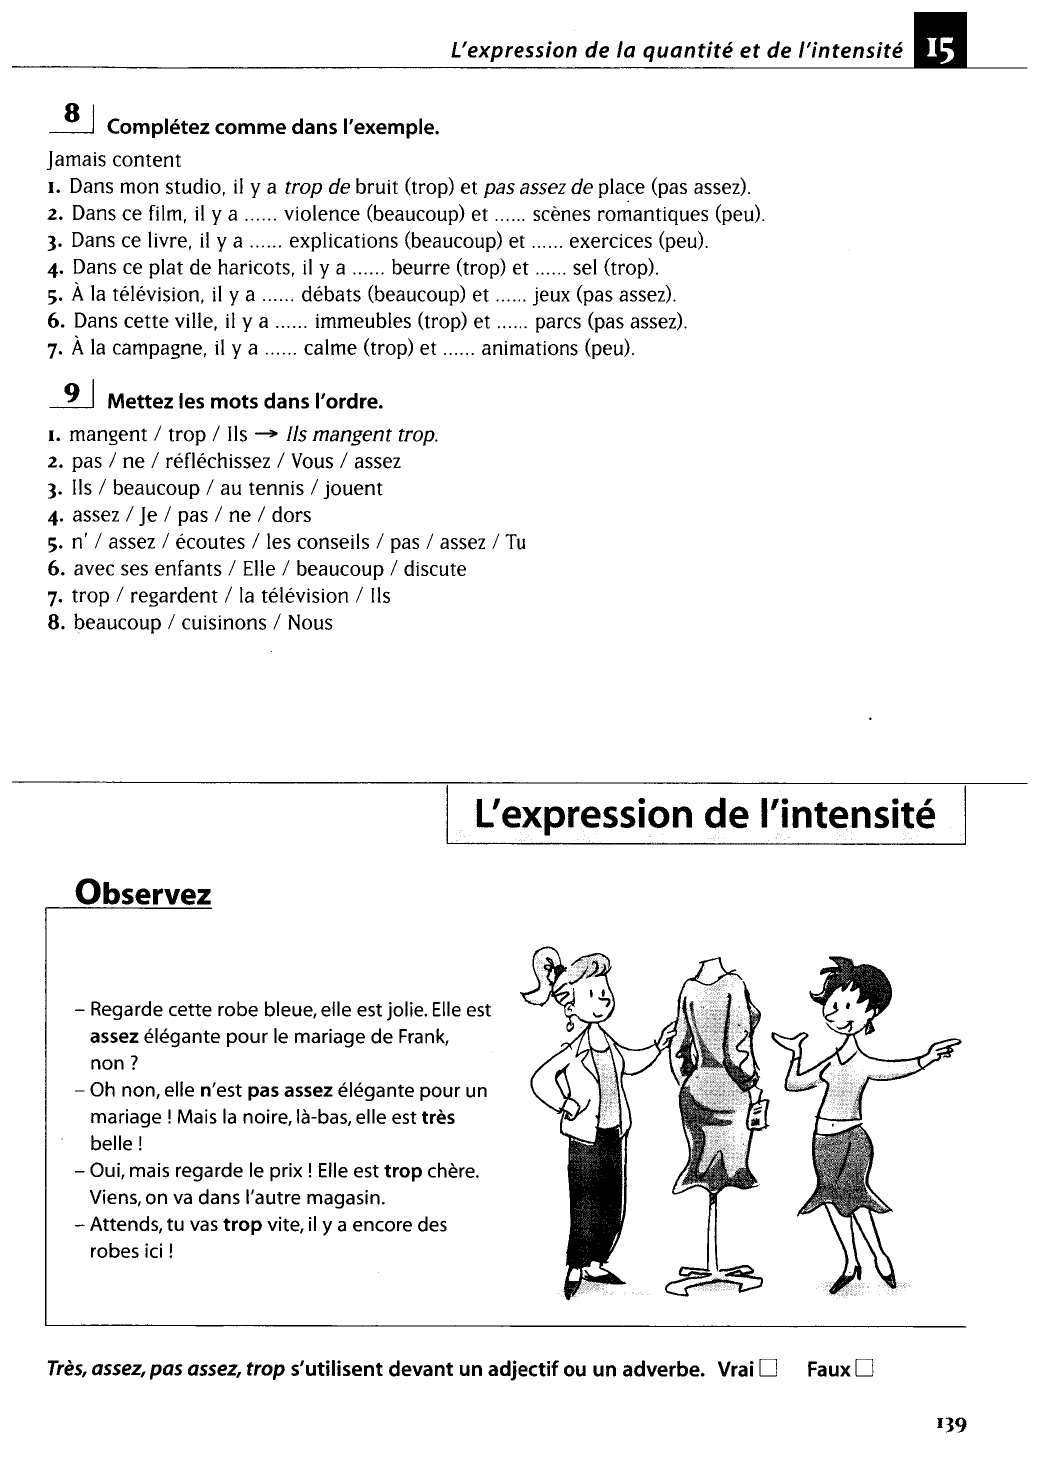 L'expression de la quantité et de l'intensité 15
8 Complétez comme dans l'exemple.
Jamais content
1. Dans mon studio, il y a trop de bruit (trop) et pas assez de place (pas assez).
2. Dans ce film, il y a ...... violence (beaucoup) et ...... scènes romantiques (peu).
3. Dans ce livre, il y a ...... explications (beaucoup) et ...... exercices (peu).
4. Dans ce plat de haricots, il y a ...... beurre (trop) et ...... sel (trop).
5. À la télévision, il y a ...... débats (beaucoup) et ...... jeux (pas assez).
6. Dans cette ville, il y a ...... immeubles (trop) et ...... parcs (pas assez).
7. À la campagne, il y a ...... calme (trop) et ...... animations (peu).
9 Mettez les mots dans l'ordre.
1. mangent / trop / Ils → Ils mangent trop.
2. pas / ne / réfléchissez / Vous / assez
3. Ils / beaucoup / au tennis / jouent
4. assez / Je / pas / ne / dors
5. n' / assez / écoutes / les conseils / pas / assez / Tu
6. avec ses enfants / Elle / beaucoup / discute
7. trop / regardent / la télévision / Ils
8. beaucoup / cuisinons / Nous
L'expression de l'intensité
Observez
– Regarde cette robe bleue, elle est jolie. Elle est
assez élégante pour le mariage de Frank,
non ?
– Oh non, elle n'est pas assez élégante pour un
mariage ! Mais la noire, là-bas, elle est très
belle !
– Oui, mais regarde le prix ! Elle est trop chère.
Viens, on va dans l'autre magasin.
– Attends, tu vas trop vite, il y a encore des
robes ici !
Très, assez, pas assez, trop s'utilisent devant un adjectif ou un adverbe. Vrai □ Faux □
139